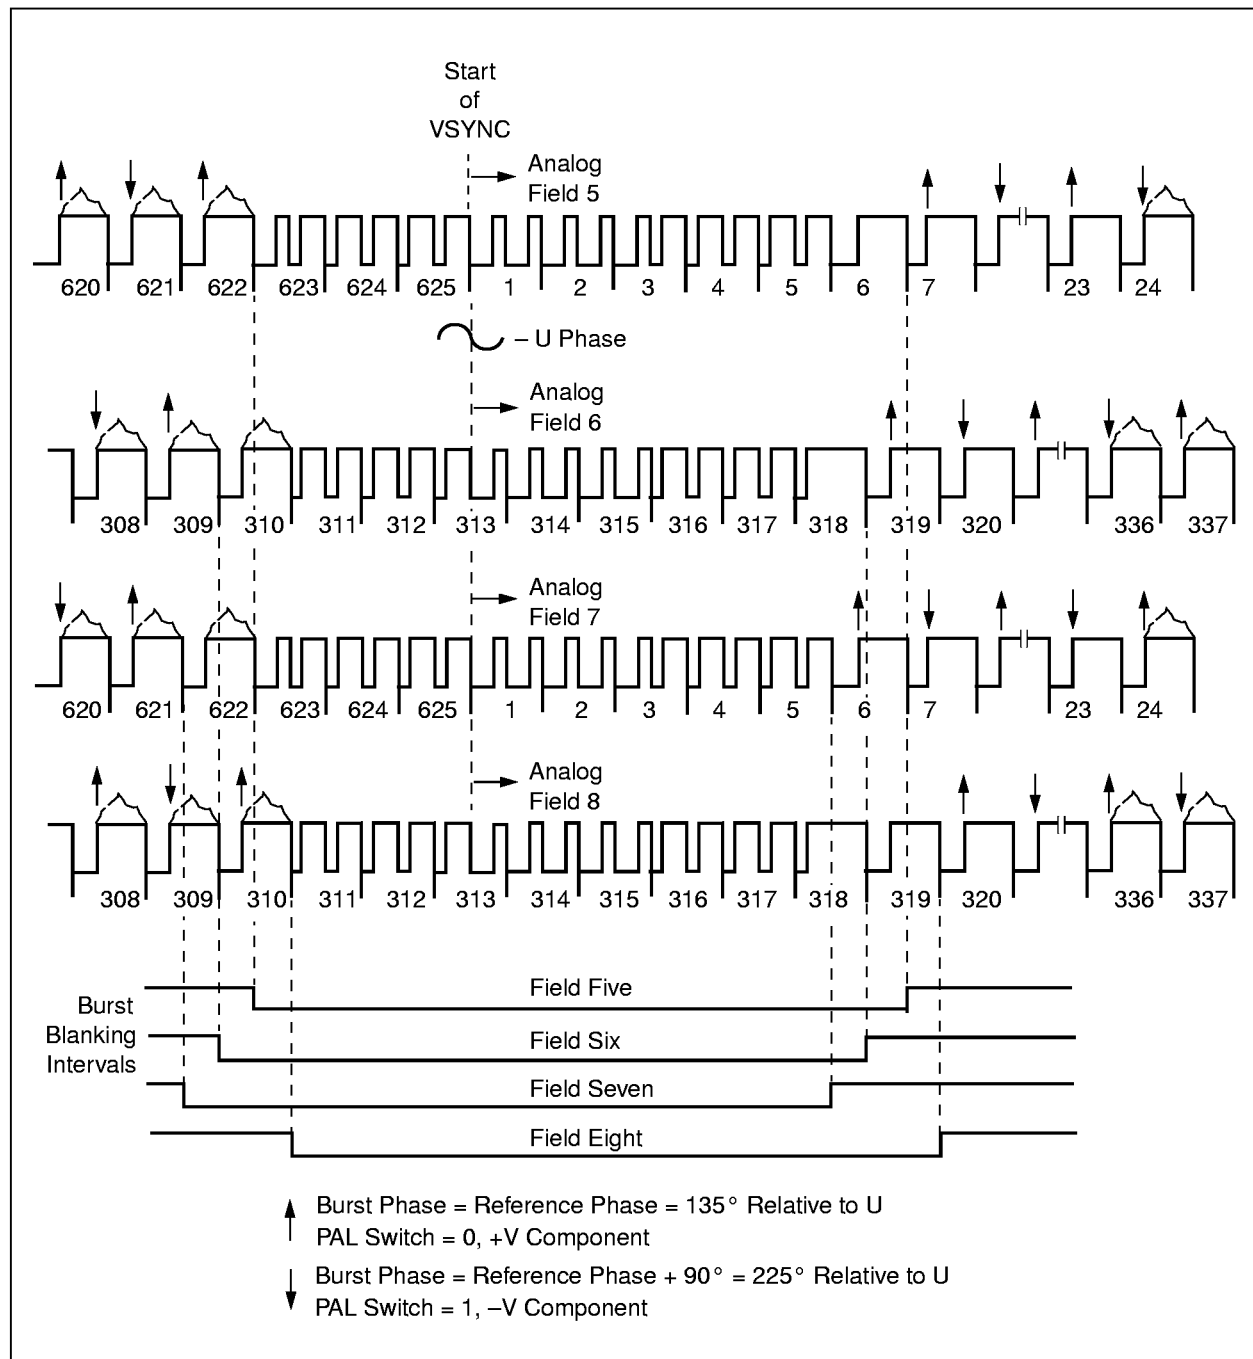 Start
of
VSYNC
Analog
Field 5
620 621 622 623 624 625 1 2 3 4 5 6 7 23 24
– U Phase
Analog
Field 6
308 309 310 311 312 313 314 315 316 317 318 319 320 336 337
Analog
Field 7
620 621 622 623 624 625 1 2 3 4 5 6 7 23 24
Analog
Field 8
308 309 310 311 312 313 314 315 316 317 318 319 320 336 337
Burst
Blanking
Intervals
Field Five
Field Six
Field Seven
Field Eight
Burst Phase = Reference Phase = 135° Relative to U
PAL Switch = 0, +V Component
Burst Phase = Reference Phase + 90° = 225° Relative to U
PAL Switch = 1, –V Component